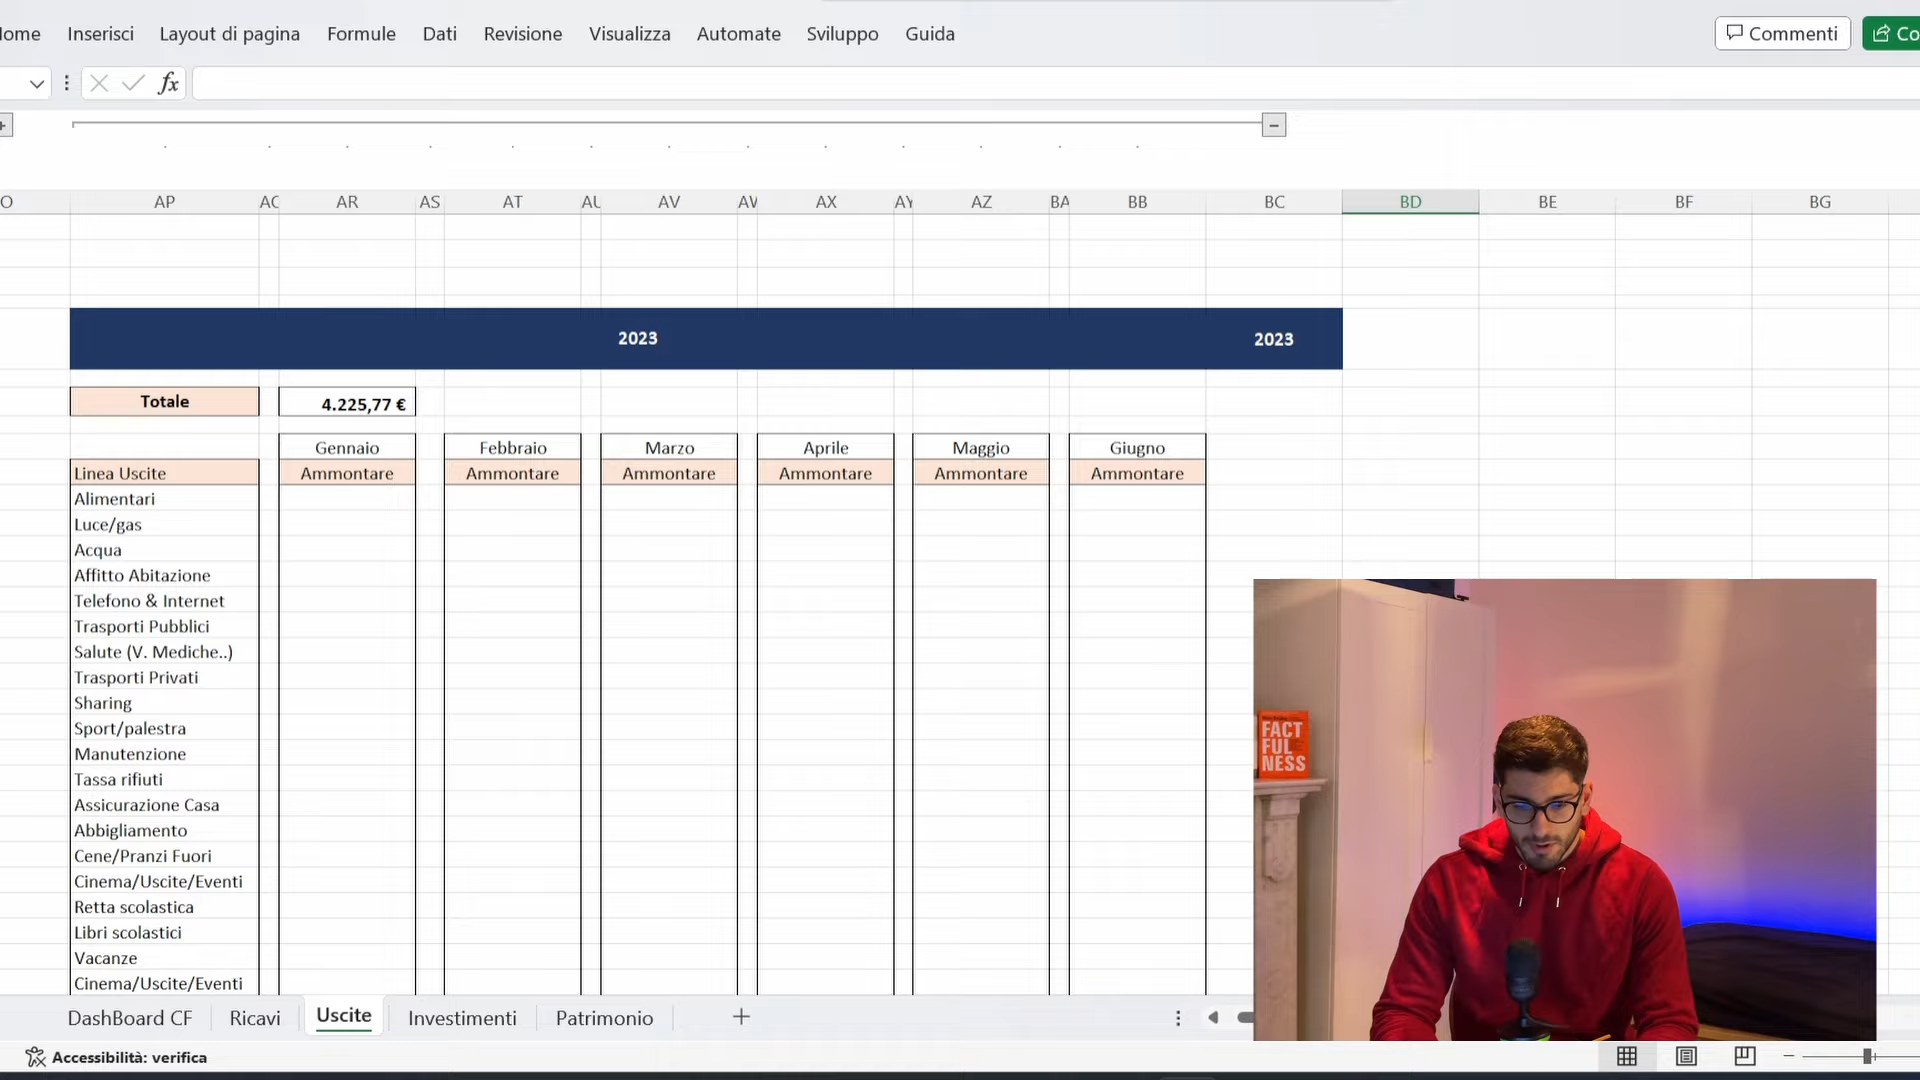 ome Inserisci Layout di pagina Formule Dati Revisione Visualizza Automate Sviluppo Guida Commenti Co
fx
O AP AR AS AT AV AX AZ BA BB BC BD BE BF BG
2023 2023
Totale 4.225,77 €
Gennaio Febbraio Marzo Aprile Maggio Giugno
Linea Uscite Ammontare Ammontare Ammontare Ammontare Ammontare Ammontare
Alimentari
Luce/gas
Acqua
Affitto Abitazione
Telefono & Internet
Trasporti Pubblici
Salute (V. Mediche..)
Trasporti Privati
Sharing
Sport/palestra
Manutenzione
Tassa rifiuti
Assicurazione Casa
Abbigliamento
Cene/Pranzi Fuori
Cinema/Uscite/Eventi
Retta scolastica
Libri scolastici
Vacanze
Cinema/Uscite/Eventi
FACT
FUL
NESS
DashBoard CF Ricavi Uscite Investimenti Patrimonio
Accessibilità: verifica